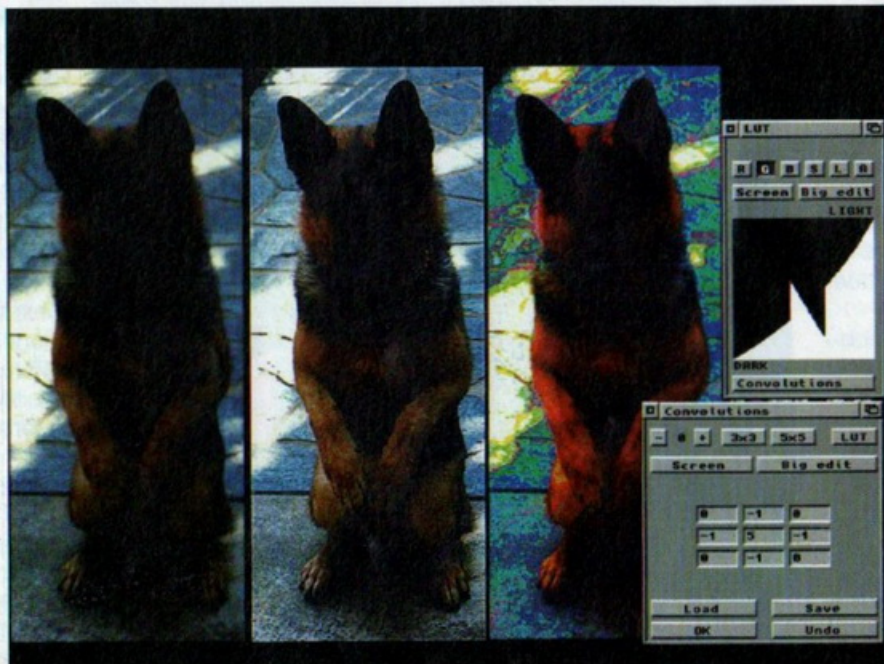 LUT
R G B S L A
Screen Big edit
LIGHT
DARK
Convolutions
Convolutions
- 0 + 3x3 5x5 LUT
Screen Big edit
0 -1 0
-1 5 -1
0 -1 0
Load Save
OK Undo